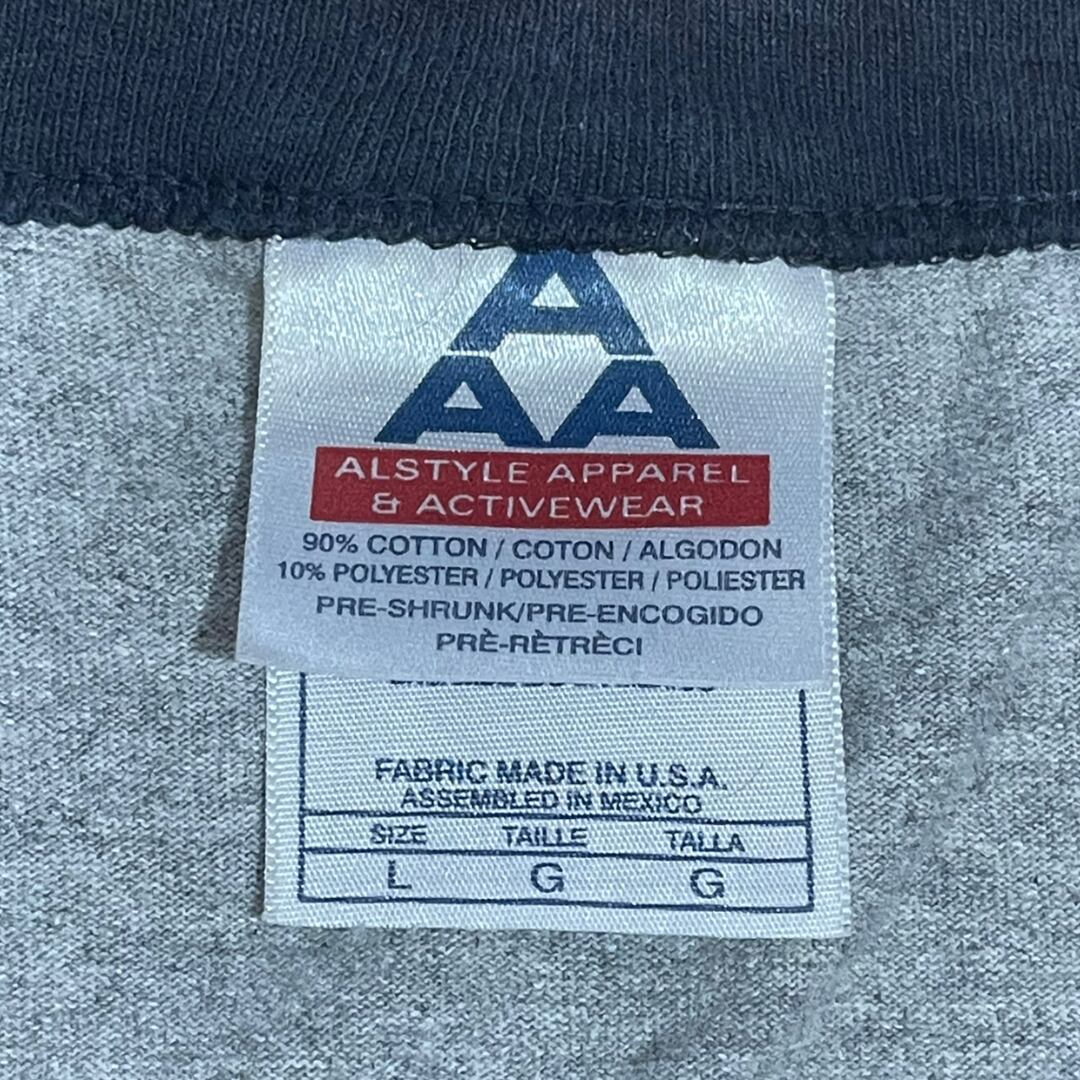 A
AA
ALSTYLE APPAREL
& ACTIVEWEAR
90% COTTON / COTON / ALGODON
10% POLYESTER / POLYESTER / POLIESTER
PRE-SHRUNK/PRE-ENCOGIDO
PRÈ-RÈTRÈCI
FABRIC MADE IN U.S.A.
ASSEMBLED IN MEXICO
SIZE TAILLE TALLA
L G G